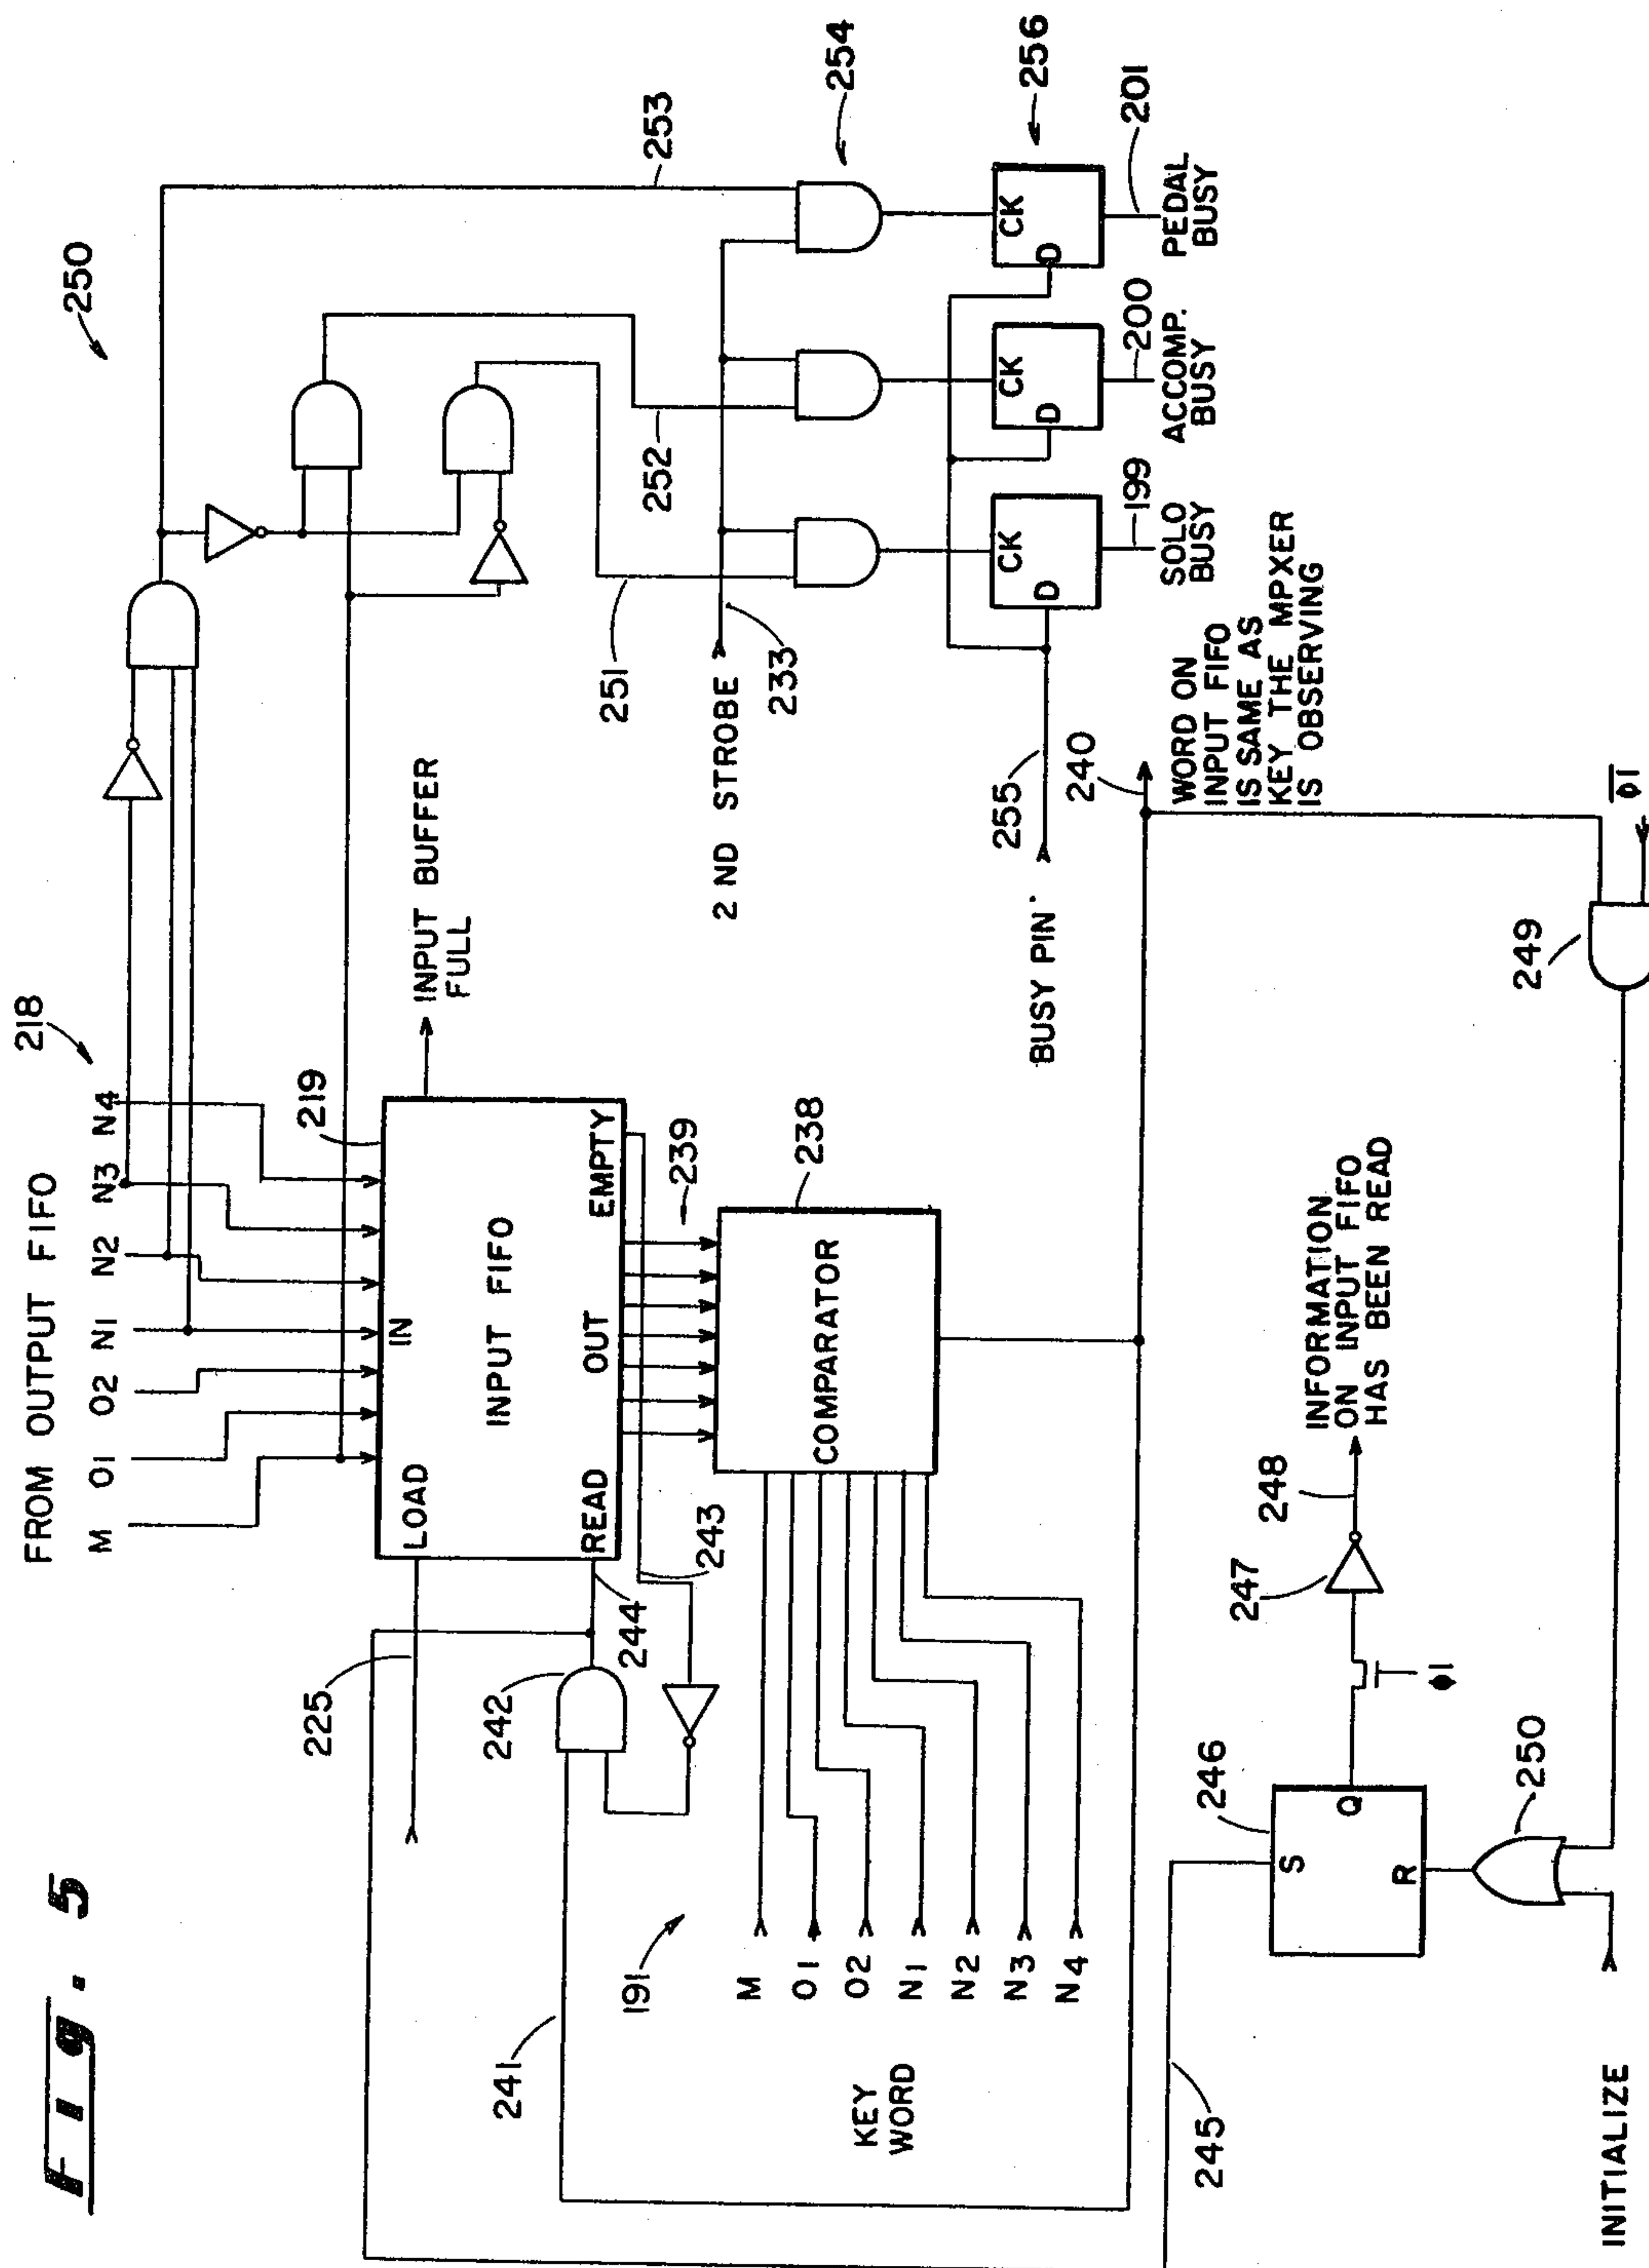 Fig. 5
FROM OUTPUT FIFO
218
M O1 O2 N1 N2 N3 N4
219
225
LOAD
IN
INPUT FIFO
READ
OUT
EMPTY
INPUT BUFFER
FULL
250
253
252
251
254
256
2ND STROBE
233
CK
D
CK
D
CK
D
SOLO
BUSY
199
ACCOMP.
BUSY
200
PEDAL
BUSY
201
BUSY PIN
255
240
WORD ON
INPUT FIFO
IS SAME AS
KEY THE MPXER
IS OBSERVING
242
244
243
239
238
COMPARATOR
241
191
M
O1
O2
N1
N2
N3
N4
KEY
WORD
245
246
S
Q
R
247
248
Φ1
INFORMATION
ON INPUT FIFO
HAS BEEN READ
249
Φ1
250
INITIALIZE